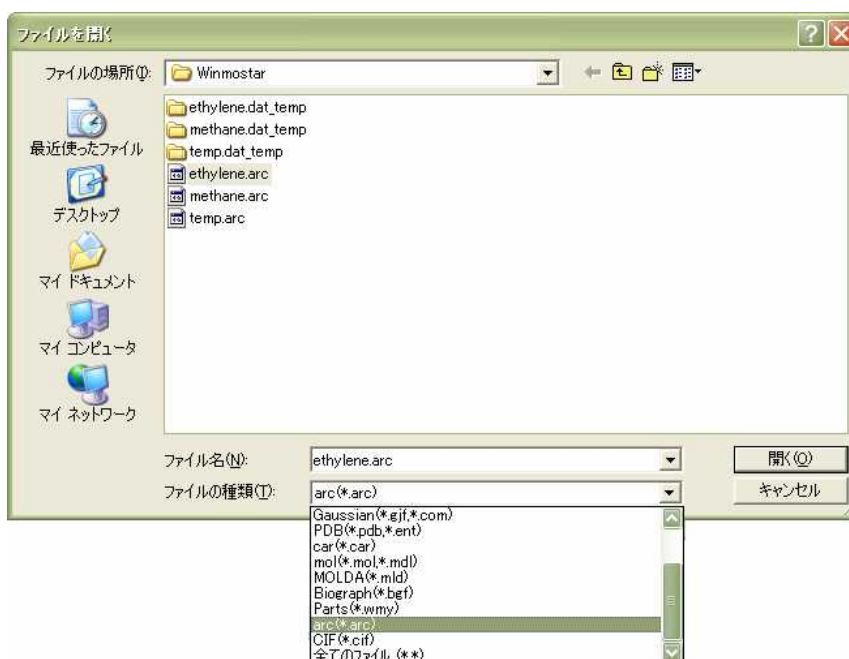 ファイルを開く
ファイルの場所(I):
Winmostar
最近使ったファイル
デスクトップ
マイ ドキュメント
マイ コンピュータ
マイ ネットワーク
ethylene.dat_temp
methane.dat_temp
temp.dat_temp
ethylene.arc
methane.arc
temp.arc
ファイル名(N):
ethylene.arc
開く(O)
ファイルの種類(T):
arc(*.arc)
キャンセル
Gaussian(*.gjf,*.com)
PDB(*.pdb,*.ent)
car(*.car)
mol(*.mol,*.mdl)
MOLDA(*.mld)
Biograph(*.bgf)
Parts(*.wmy)
arc(*.arc)
CIF(*.cif)
全てのファイル (*.*)